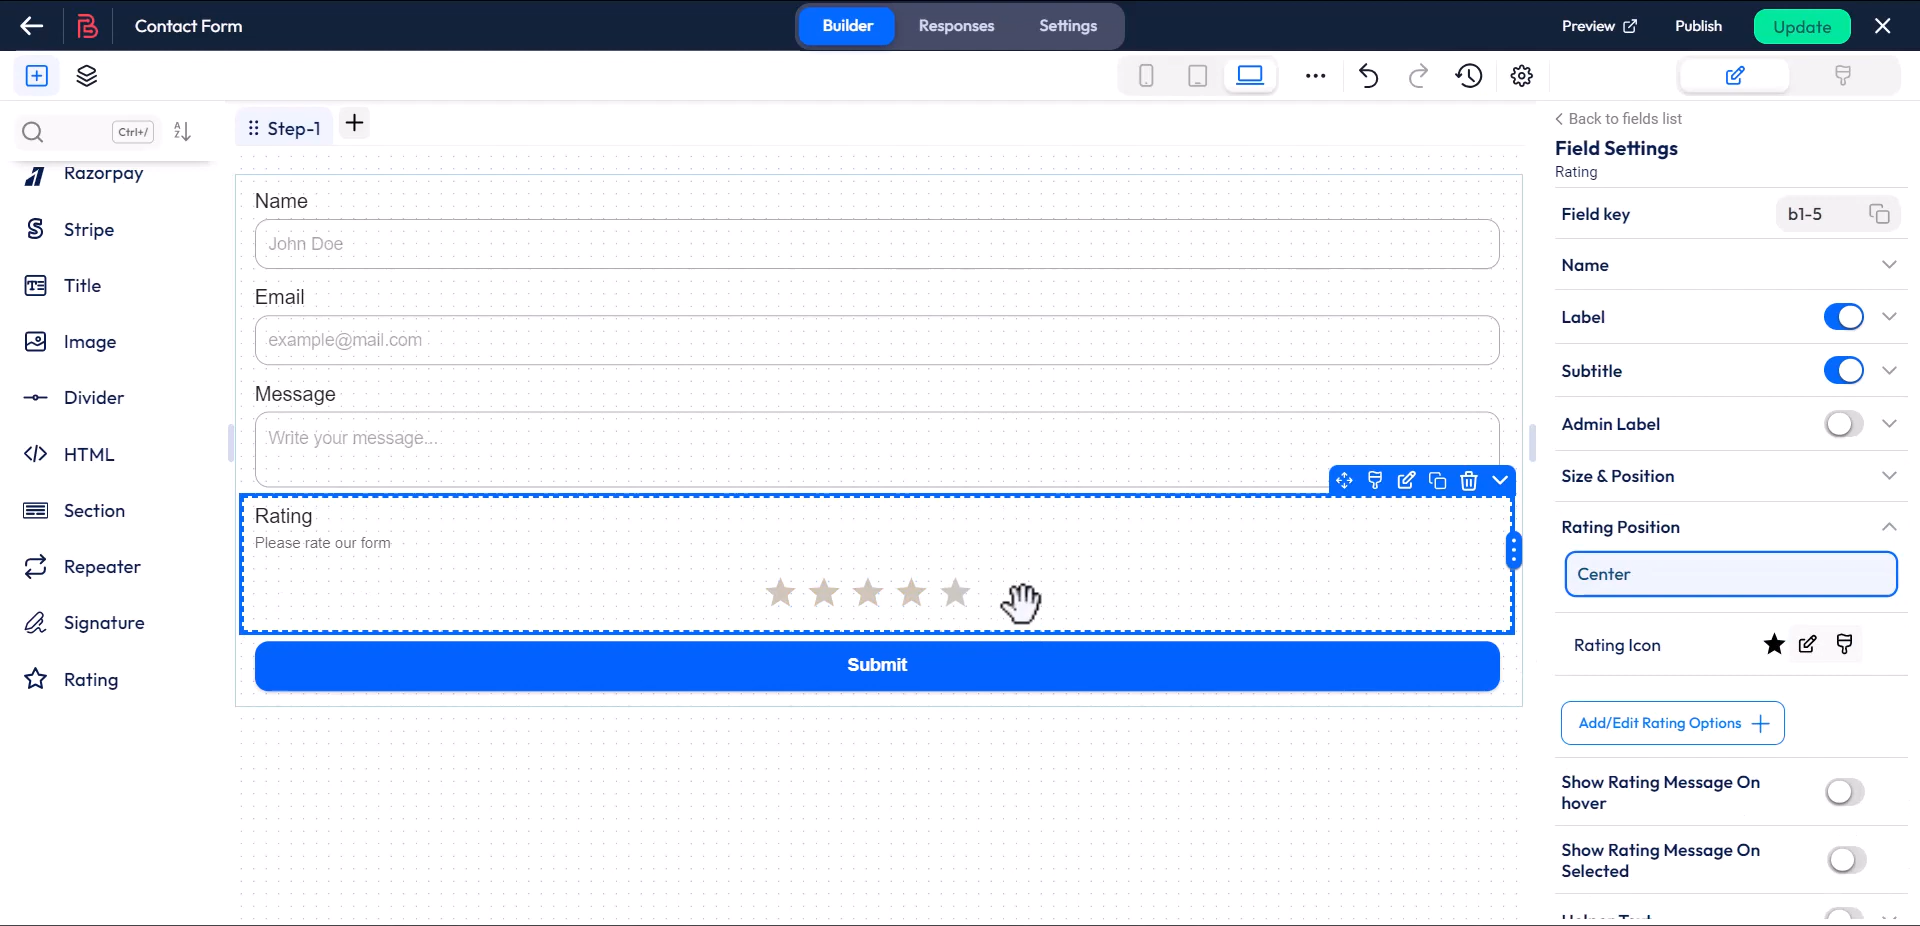 Contact Form
Builder
Responses
Settings
Preview
Publish
Update
Ctrl+/
Step-1
Razorpay
Stripe
Title
Image
Divider
HTML
Section
Repeater
Signature
Rating
Name
John Doe
Email
example@mail.com
Message
Write your message...
Rating
Please rate our form
Submit
Back to fields list
Field Settings
Rating
Field key
b1-5
Name
Label
Subtitle
Admin Label
Size & Position
Rating Position
Center
Rating Icon
Add/Edit Rating Options
Show Rating Message On
hover
Show Rating Message On
Selected